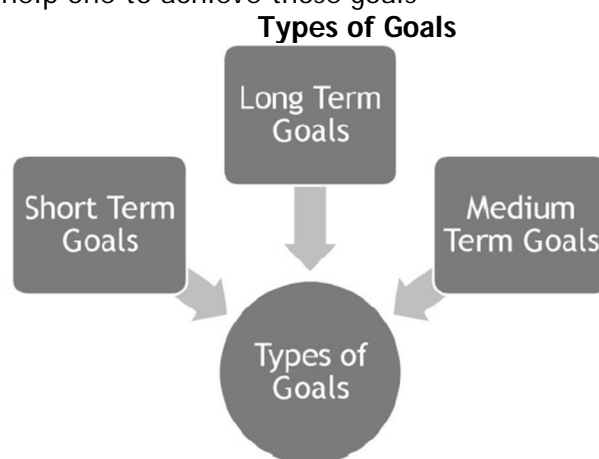 help one to achieve these goals
Types of Goals
Long Term
Goals
Short Term
Goals
Medium
Term Goals
Types of
Goals